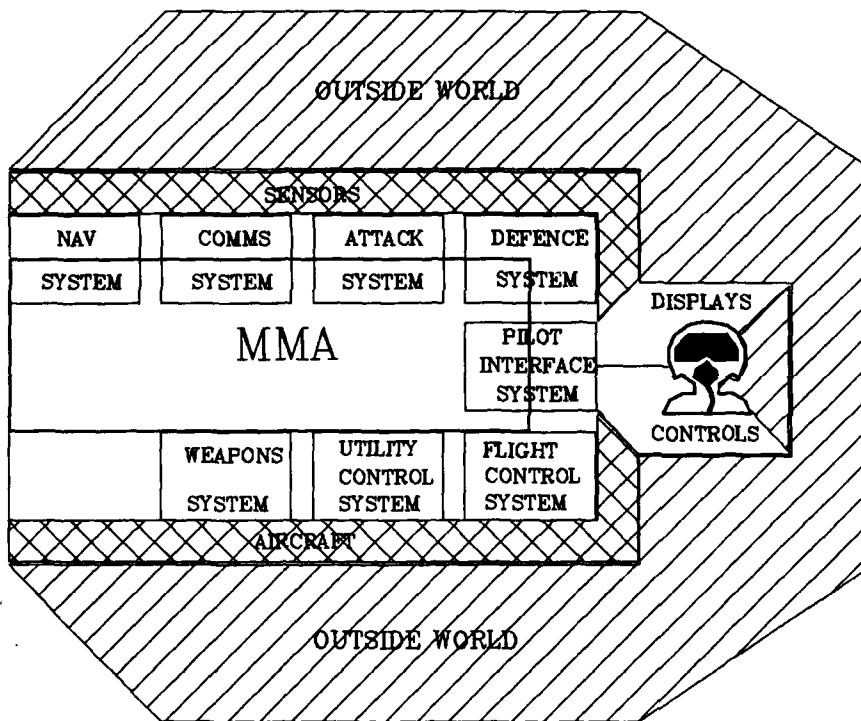 OUTSIDE WORLD
SENSORS
NAV
SYSTEM
COMMS
SYSTEM
ATTACK
SYSTEM
DEFENCE
SYSTEM
DISPLAYS
MMA
PILOT
INTERFACE
SYSTEM
CONTROLS
WEAPONS
SYSTEM
UTILITY
CONTROL
SYSTEM
FLIGHT
CONTROL
SYSTEM
AIRCRAFT
OUTSIDE WORLD